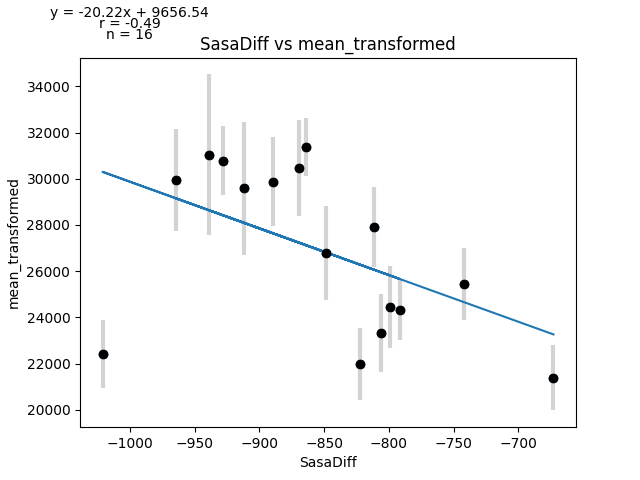 y = -20.22x + 9656.54
r = -0.49
n = 16
SasaDiff vs mean_transformed
mean_transformed
34000
32000
30000
28000
26000
24000
22000
20000
−1000 −950 −900 −850 −800 −750 −700
SasaDiff